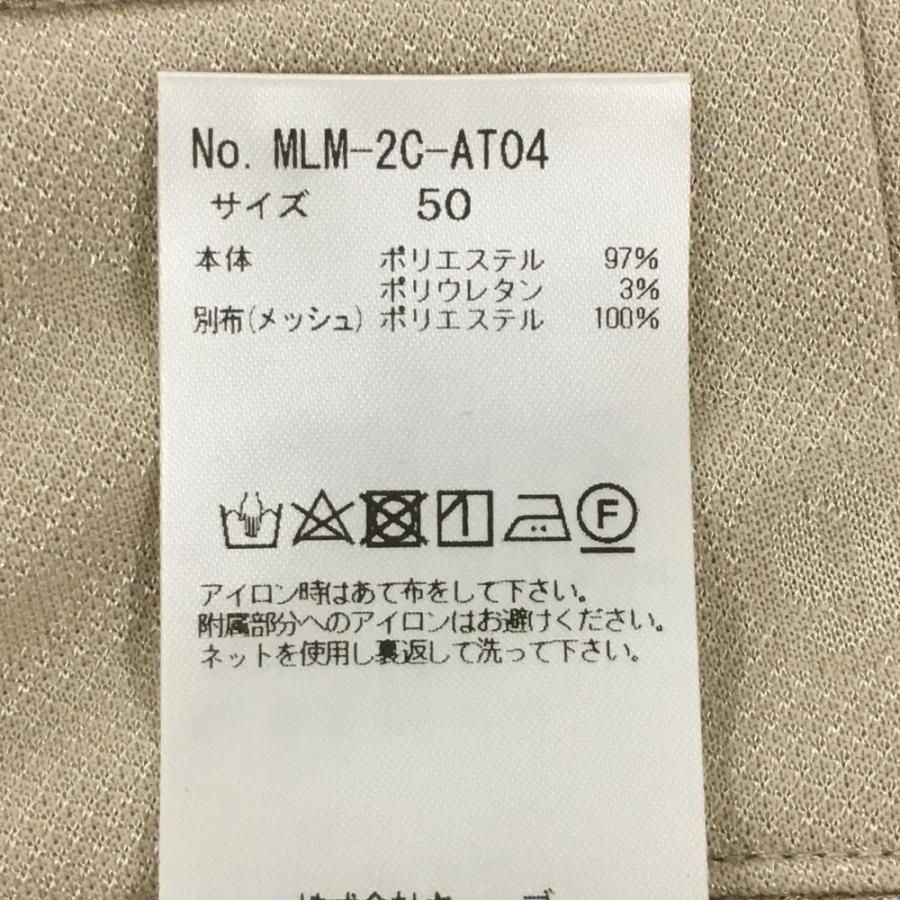 No. MLM-2C-AT04
サイズ 50
本体 ポリエステル 97%
ポリウレタン 3%
別布(メッシュ) ポリエステル 100%
F
アイロン時はあて布をして下さい。
附属部分へのアイロンはお避けください。
ネットを使用し裏返して洗って下さい。